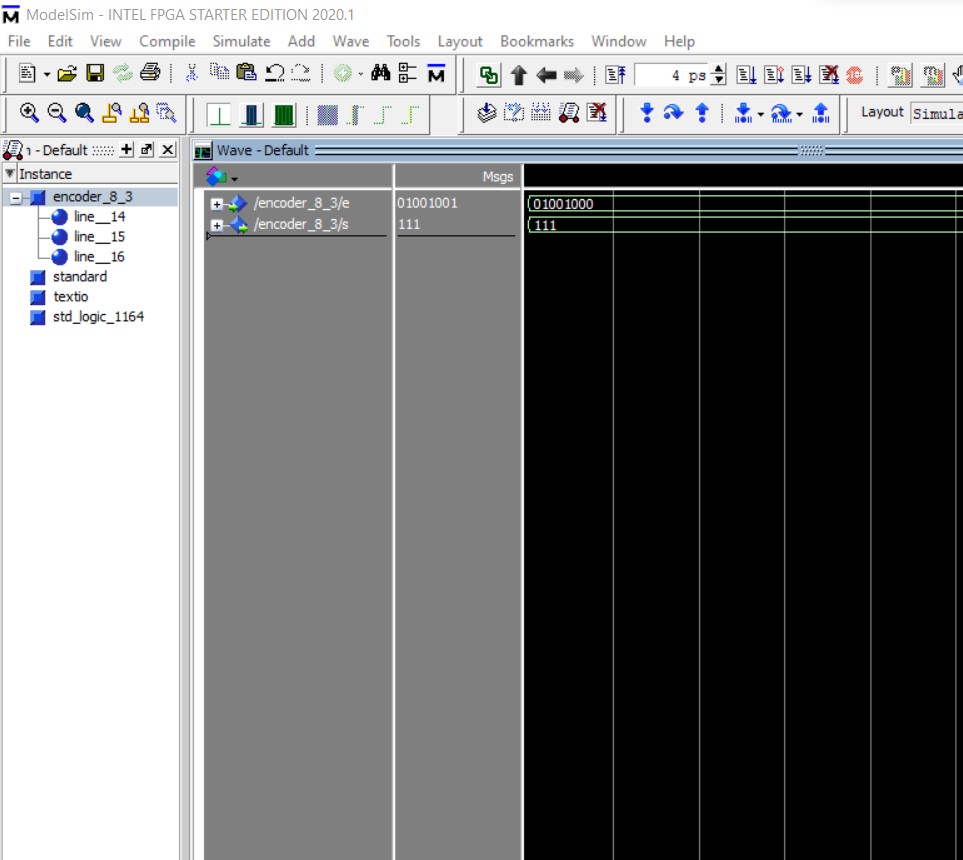 ModelSim - INTEL FPGA STARTER EDITION 2020.1
File Edit View Compile Simulate Add Wave Tools Layout Bookmarks Window Help
4 ps
Layout Simula
- Default
Wave - Default
Instance
Msgs
encoder_8_3
line__14
line__15
line__16
standard
textio
std_logic_1164
/encoder_8_3/e 01001001 01001000
/encoder_8_3/s 111 111